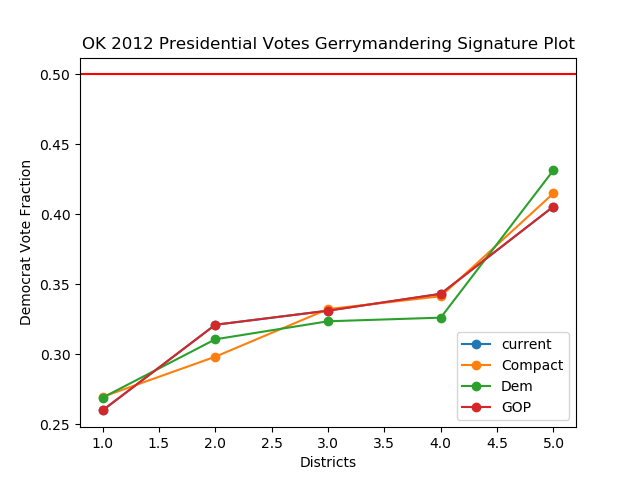 OK 2012 Presidential Votes Gerrymandering Signature Plot
0.50
0.45
0.40
0.35
0.30
0.25
Democrat Vote Fraction
current
Compact
Dem
GOP
1.0 1.5 2.0 2.5 3.0 3.5 4.0 4.5 5.0
Districts